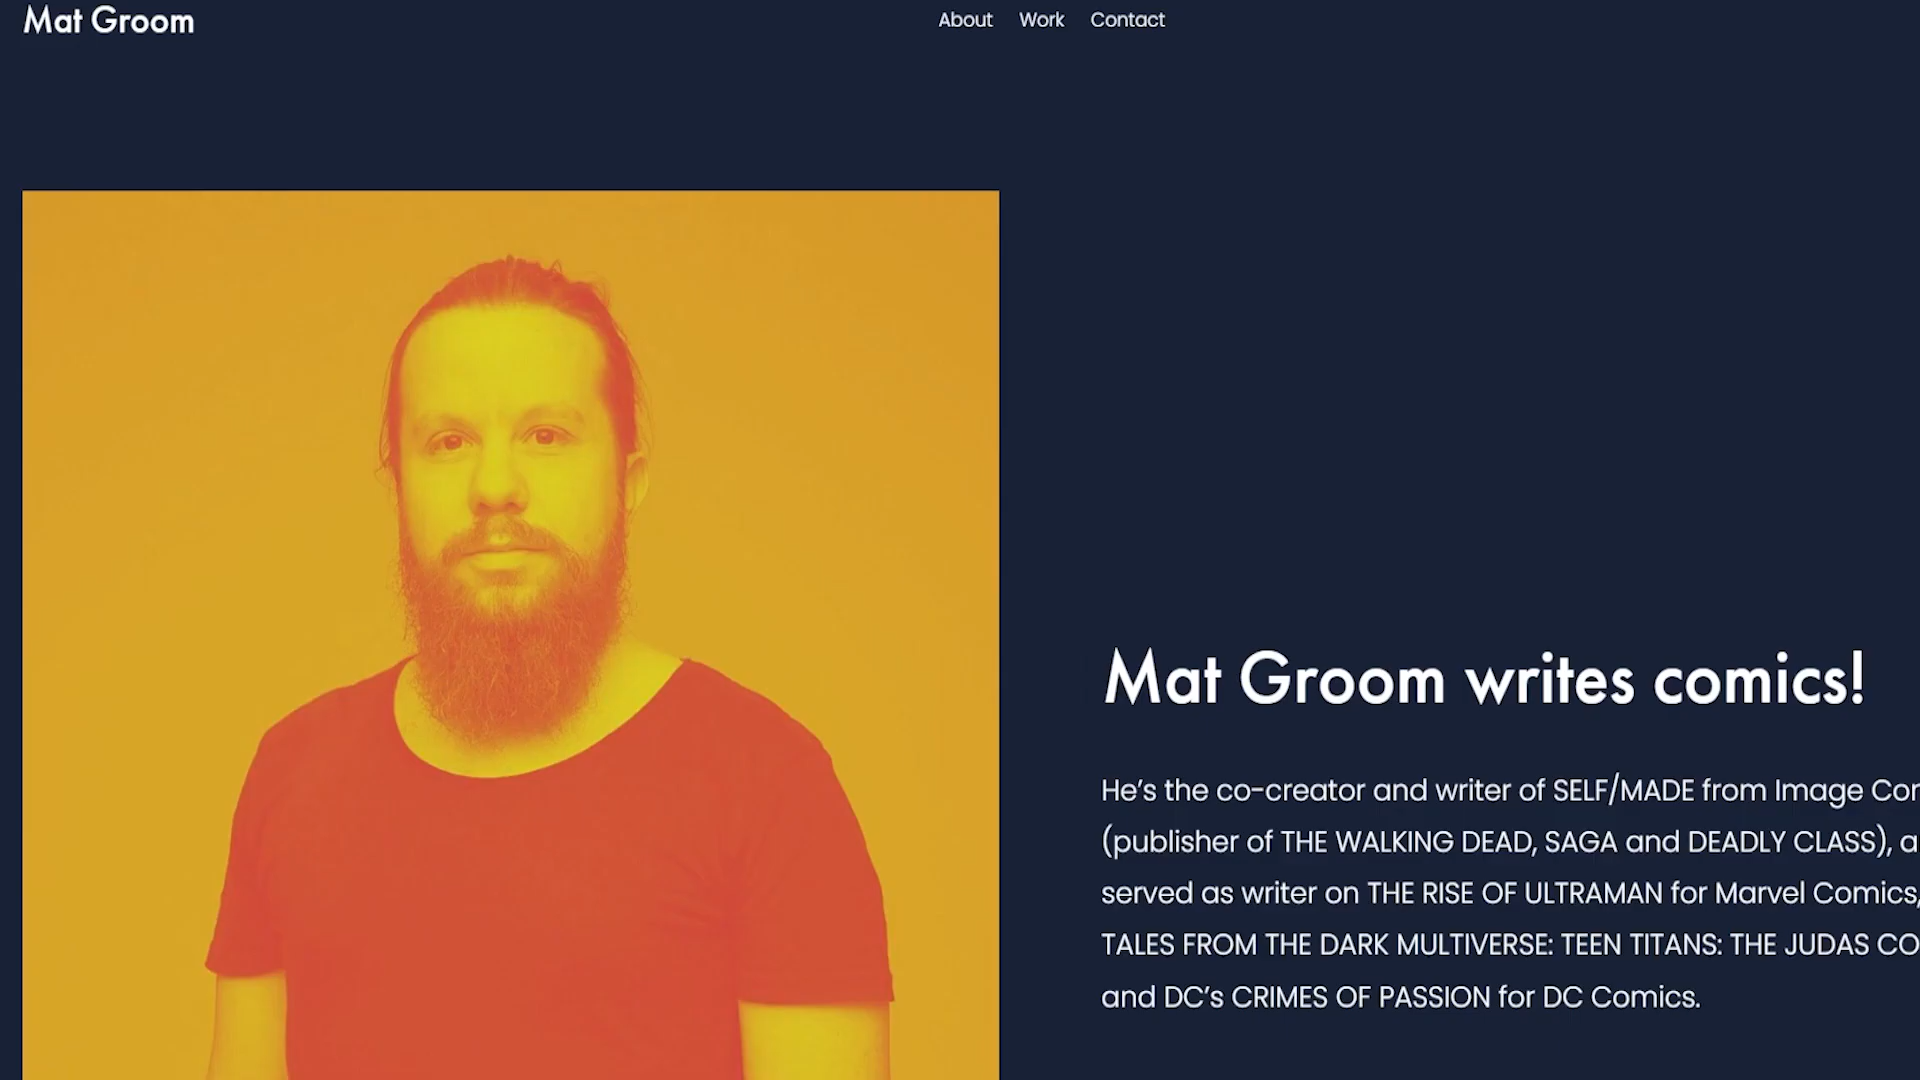 Mat Groom
About Work Contact
Mat Groom writes comics!
He’s the co-creator and writer of SELF/MADE from Image
(publisher of THE WALKING DEAD, SAGA and DEADLY CLASS),
served as writer on THE RISE OF ULTRAMAN for Marvel Comics,
TALES FROM THE DARK MULTIVERSE: TEEN TITANS: THE JUDAS
and DC’s CRIMES OF PASSION for DC Comics.